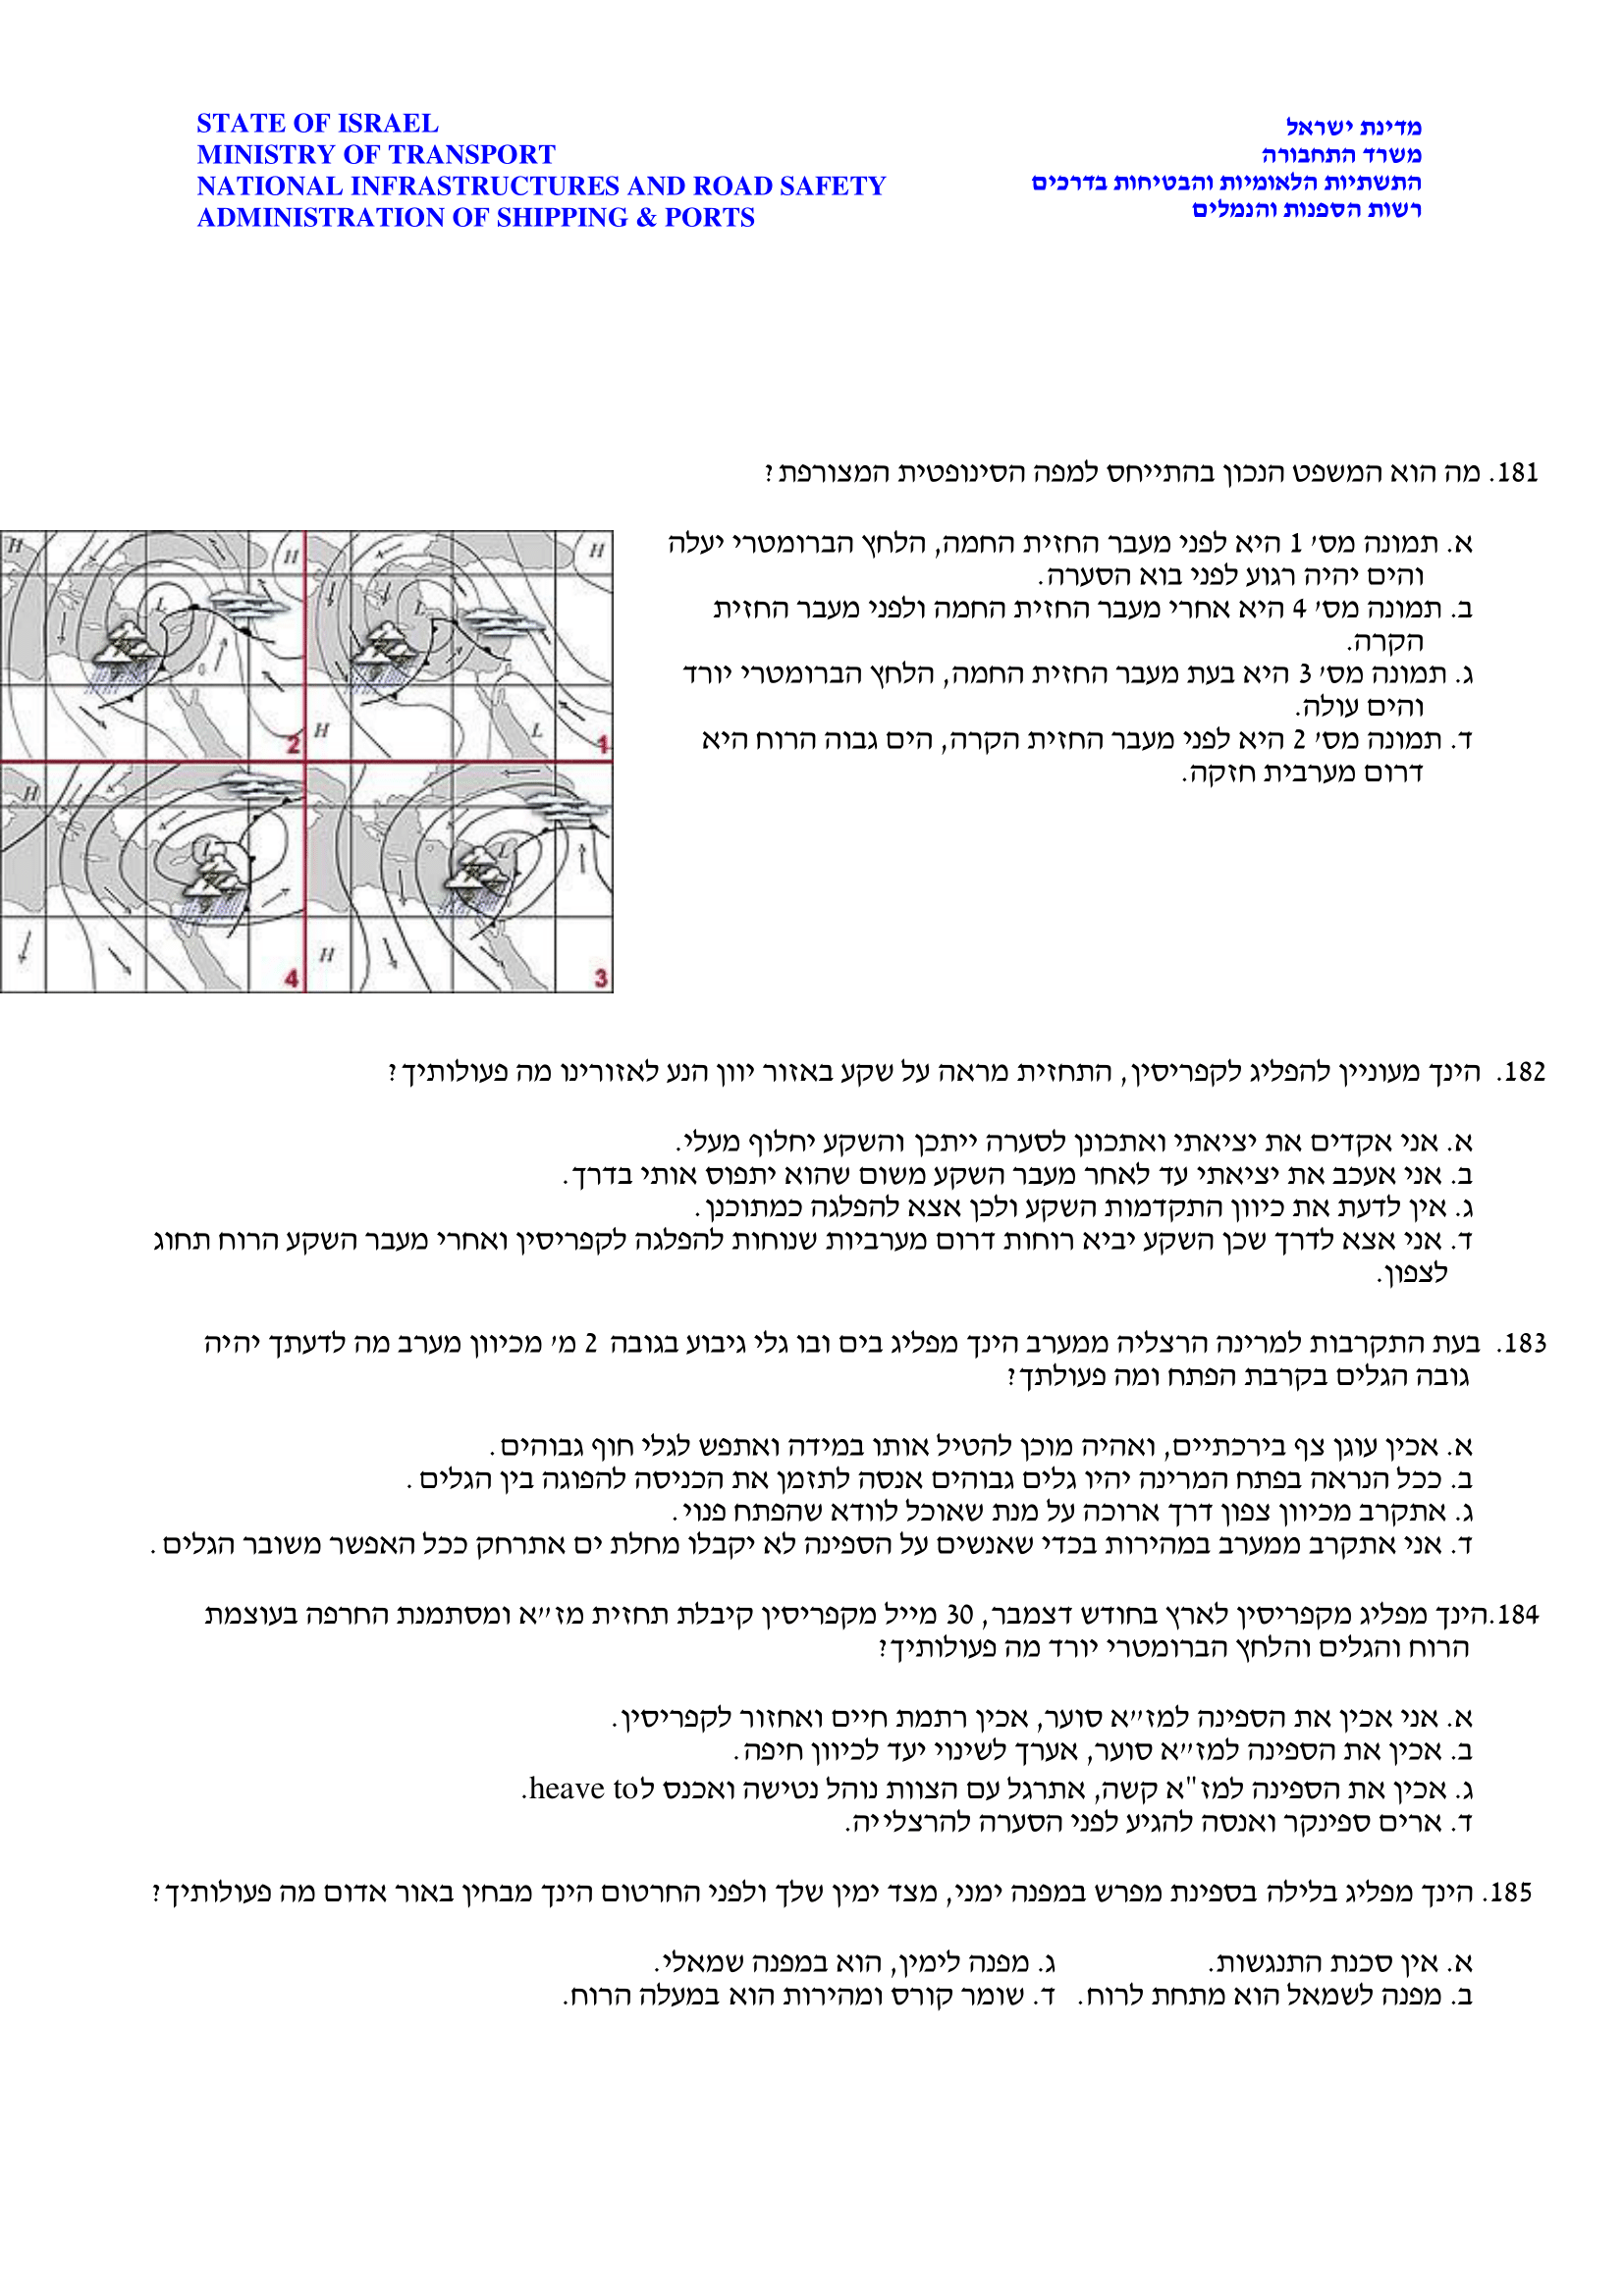 STATE OF ISRAEL
MINISTRY OF TRANSPORT
NATIONAL INFRASTRUCTURES AND ROAD SAFETY
ADMINISTRATION OF SHIPPING & PORTS
מדינת ישראל
משרד התחבורה
התשתיות הלאומיות והבטיחות בדרכים
רשות הספנות והנמלים
181. מה הוא המשפט הנכון בהתייחס למפה הסינופטית המצורפת?
א. תמונה מס׳ 1 היא לפני מעבר החזית החמה, הלחץ הברומטרי יעלה
והים יהיה רגוע לפני בוא הסערה.
ב. תמונה מס׳ 4 היא אחרי מעבר החזית החמה ולפני מעבר החזית
הקרה.
ג. תמונה מס׳ 3 היא בעת מעבר החזית החמה, הלחץ הברומטרי יורד
והים עולה.
ד. תמונה מס׳ 2 היא לפני מעבר החזית הקרה, הים גבוה הרוח היא
דרום מערבית חזקה.
H H H
L L
2 H L 1
H
L L
H
4 3
182. הינך מעוניין להפליג לקפריסין, התחזית מראה על שקע באזור יוון הנע לאזורינו מה פעולותיך?
א. אני אקדים את יציאתי ואתכונן לסערה ייתכן והשקע יחלוף מעלי.
ב. אני אעכב את יציאתי עד לאחר מעבר השקע משום שהוא יתפוס אותי בדרך.
ג. אין לדעת את כיוון התקדמות השקע ולכן אצא להפלגה כמתוכנן.
ד. אני אצא לדרך שכן השקע יביא רוחות דרום מערביות שנוחות להפלגה לקפריסין ואחרי מעבר השקע הרוח תחוג
לצפון.
183. בעת התקרבות למרינה הרצליה ממערב הינך מפליג בים ובו גלי גיבוע בגובה 2 מ׳ מכיוון מערב מה לדעתך יהיה
גובה הגלים בקרבת הפתח ומה פעולתך?
א. אכין עוגן צף בירכתיים, ואהיה מוכן להטיל אותו במידה ואתפש לגלי חוף גבוהים.
ב. ככל הנראה בפתח המרינה יהיו גלים גבוהים אנסה לתזמן את הכניסה להפוגה בין הגלים.
ג. אתקרב מכיוון צפון דרך ארוכה על מנת שאוכל לוודא שהפתח פנוי.
ד. אני אתקרב ממערב במהירות בכדי שאנשים על הספינה לא יקבלו מחלת ים אתרחק ככל האפשר משובר הגלים.
184.הינך מפליג מקפריסין לארץ בחודש דצמבר, 30 מייל מקפריסין קיבלת תחזית מז״א ומסתמנת החרפה בעוצמת
הרוח והגלים והלחץ הברומטרי יורד מה פעולותיך?
א. אני אכין את הספינה למז״א סוער, אכין רתמת חיים ואחזור לקפריסין.
ב. אכין את הספינה למז״א סוער, אערך לשינוי יעד לכיוון חיפה.
ג. אכין את הספינה למז"א קשה, אתרגל עם הצוות נוהל נטישה ואכנס לheave to.
ד. ארים ספינקר ואנסה להגיע לפני הסערה להרצלייה.
185. הינך מפליג בלילה בספינת מפרש במפנה ימני, מצד ימין שלך ולפני החרטום הינך מבחין באור אדום מה פעולותיך?
א. אין סכנת התנגשות. ג. מפנה לימין, הוא במפנה שמאלי.
ב. מפנה לשמאל הוא מתחת לרוח. ד. שומר קורס ומהירות הוא במעלה הרוח.